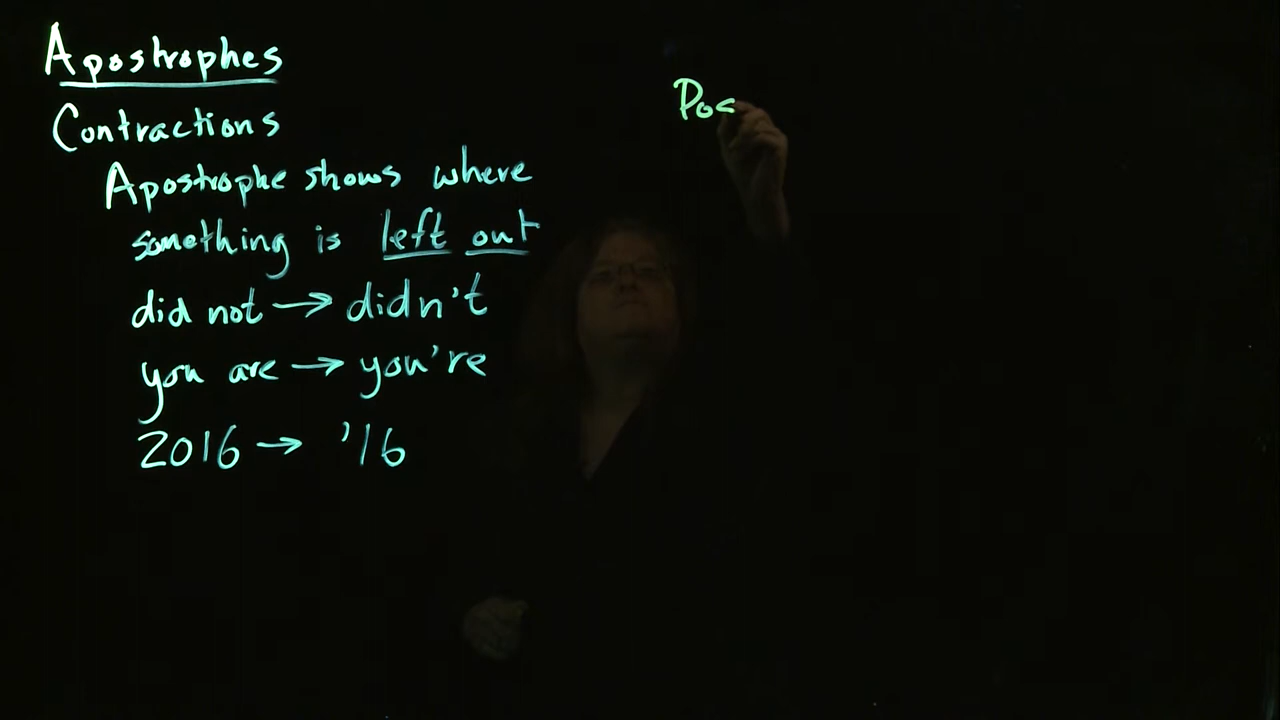 Apostrophes
Contractions
Apostrophe shows where
something is left out
did not → didn't
you are → you're
2016 → '16